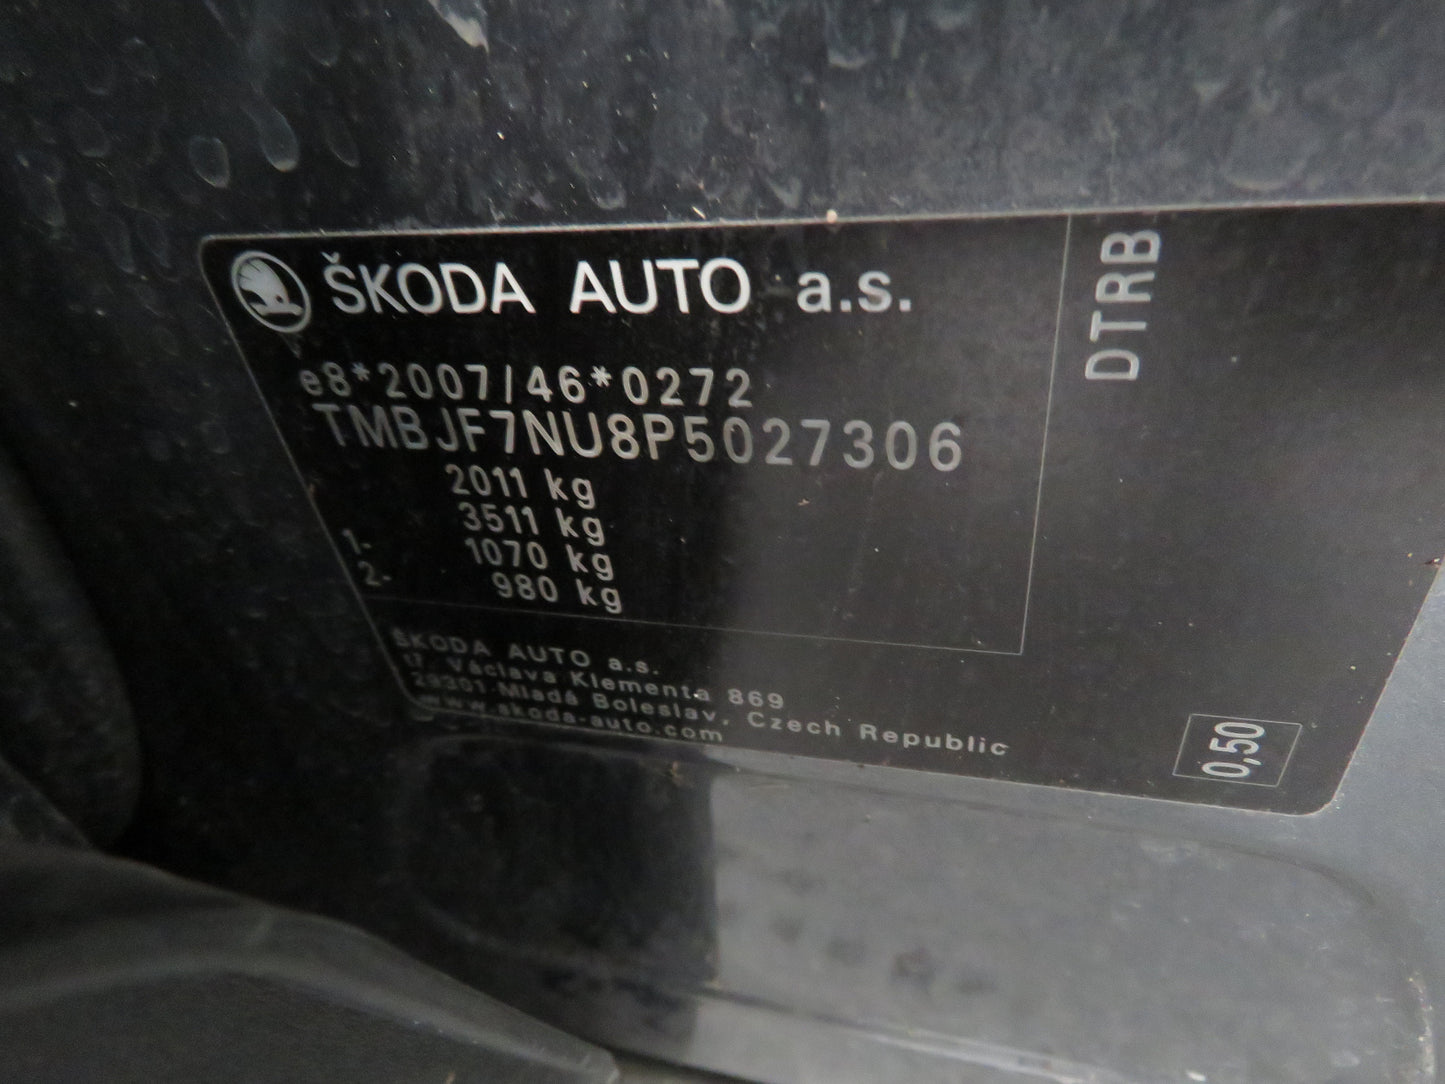 ŠKODA AUTO a.s.
e8*2007/46*0272
TMBJF7NU8P5027306
2011 kg
3511 kg
1- 1070 kg
2- 980 kg
ŠKODA AUTO a.s.
tř. Václava Klementa 869
29301 Mladá Boleslav, Czech Republic
www.skoda-auto.com
DTRB
0,50